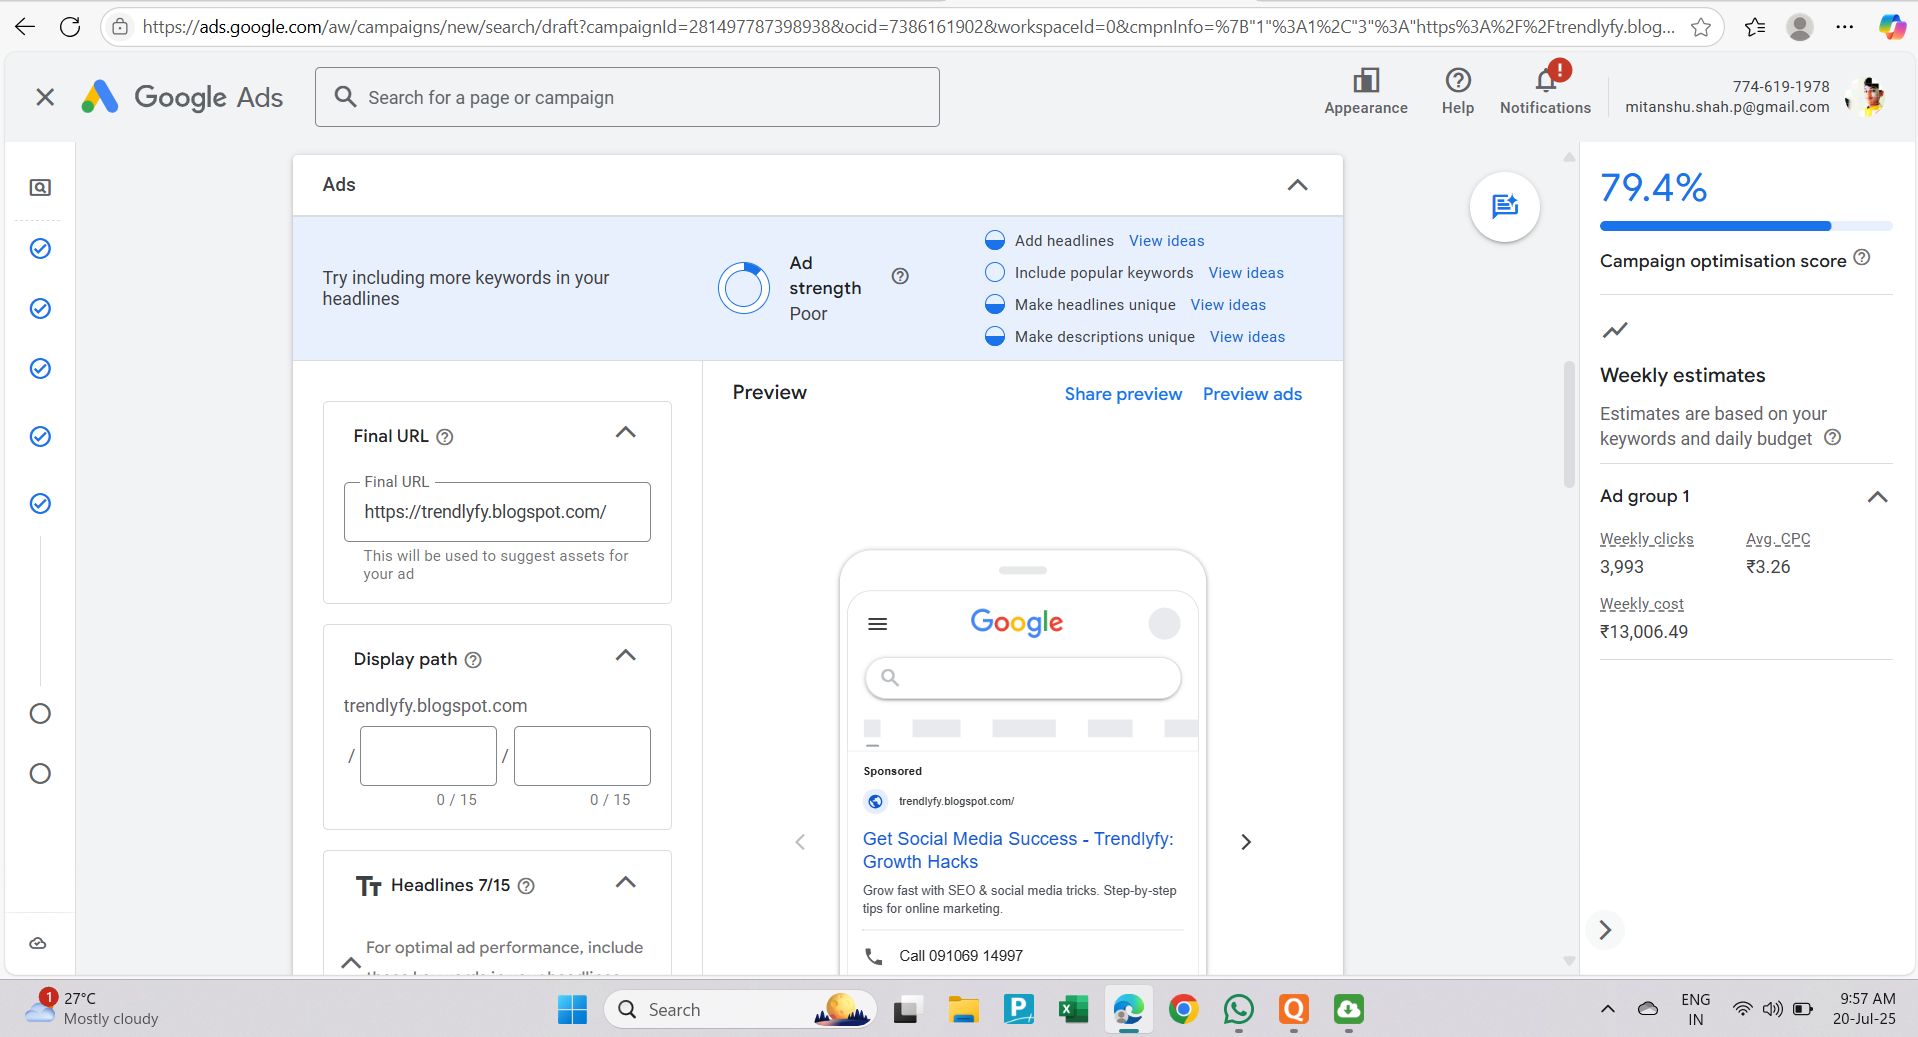 https://ads.google.com/aw/campaigns/new/search/draft?campaignId=281497787398938&ocid=7386161902&workspaceId=0&cmpnInfo=%7B"1"%3A1%2C"3"%3A"https%3A%2F%2Ftrendlyfy.blog...
Google Ads
Search for a page or campaign
Appearance
Help
!
Notifications
774-619-1978
mitanshu.shah.p@gmail.com
Ads
Try including more keywords in your
headlines
Ad
strength
Poor
Add headlines View ideas
Include popular keywords View ideas
Make headlines unique View ideas
Make descriptions unique View ideas
Final URL
Final URL
https://trendlyfy.blogspot.com/
This will be used to suggest assets for
your ad
Display path
trendlyfy.blogspot.com
/ /
0 / 15 0 / 15
Headlines 7/15
For optimal ad performance, include
Preview
Share preview Preview ads
Google
Sponsored
trendlyfy.blogspot.com/
Get Social Media Success - Trendlyfy:
Growth Hacks
Grow fast with SEO & social media tricks. Step-by-step
tips for online marketing.
Call 091069 14997
79.4%
Campaign optimisation score
Weekly estimates
Estimates are based on your
keywords and daily budget
Ad group 1
Weekly clicks Avg. CPC
3,993 ₹3.26
Weekly cost
₹13,006.49
1
27°C
Mostly cloudy
Search
ENG
IN
9:57 AM
20-Jul-25